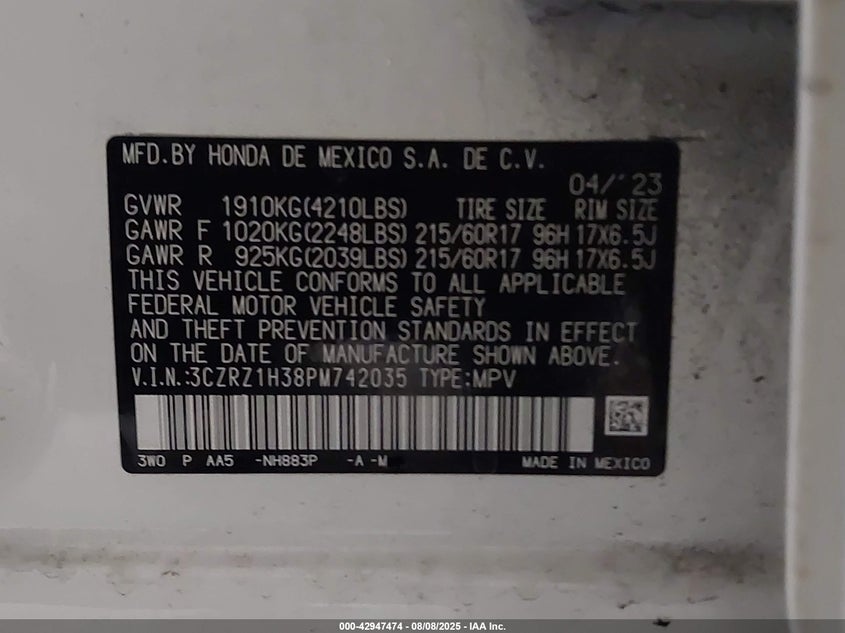 MFD.BY HONDA DE MEXICO S.A. DE C.V.
04/'23
GVWR 1910KG(4210LBS) TIRE SIZE RIM SIZE
GAWR F 1020KG(2248LBS) 215/60R17 96H 17X6.5J
GAWR R 925KG(2039LBS) 215/60R17 96H 17X6.5J
THIS VEHICLE CONFORMS TO ALL APPLICABLE
FEDERAL MOTOR VEHICLE SAFETY
AND THEFT PREVENTION STANDARDS IN EFFECT
ON THE DATE OF MANUFACTURE SHOWN ABOVE.
V.I.N.:3CZRZ1H38PM742035 TYPE:MPV
3W0 P AA5 -NH883P -A -M MADE IN MEXICO
000-42947474 - 08/08/2025 - IAA Inc.